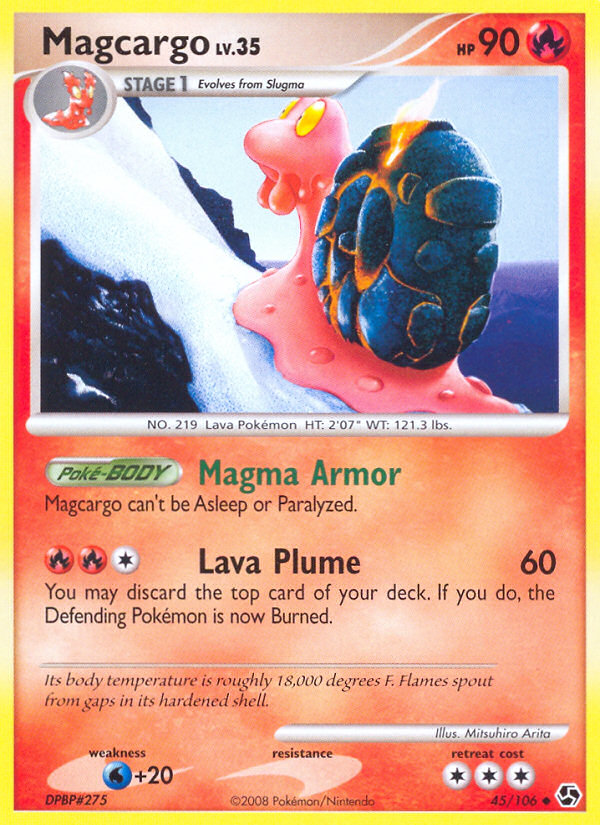 Magcargo LV.35 HP 90
STAGE 1 Evolves from Slugma
NO. 219 Lava Pokémon HT: 2'07" WT: 121.3 lbs.
Poké-BODY Magma Armor
Magcargo can't be Asleep or Paralyzed.
Lava Plume 60
You may discard the top card of your deck. If you do, the
Defending Pokémon is now Burned.
Its body temperature is roughly 18,000 degrees F. Flames spout
from gaps in its hardened shell.
Illus. Mitsuhiro Arita
weakness resistance retreat cost
+20
DPBP#275 ©2008 Pokémon/Nintendo 45/106